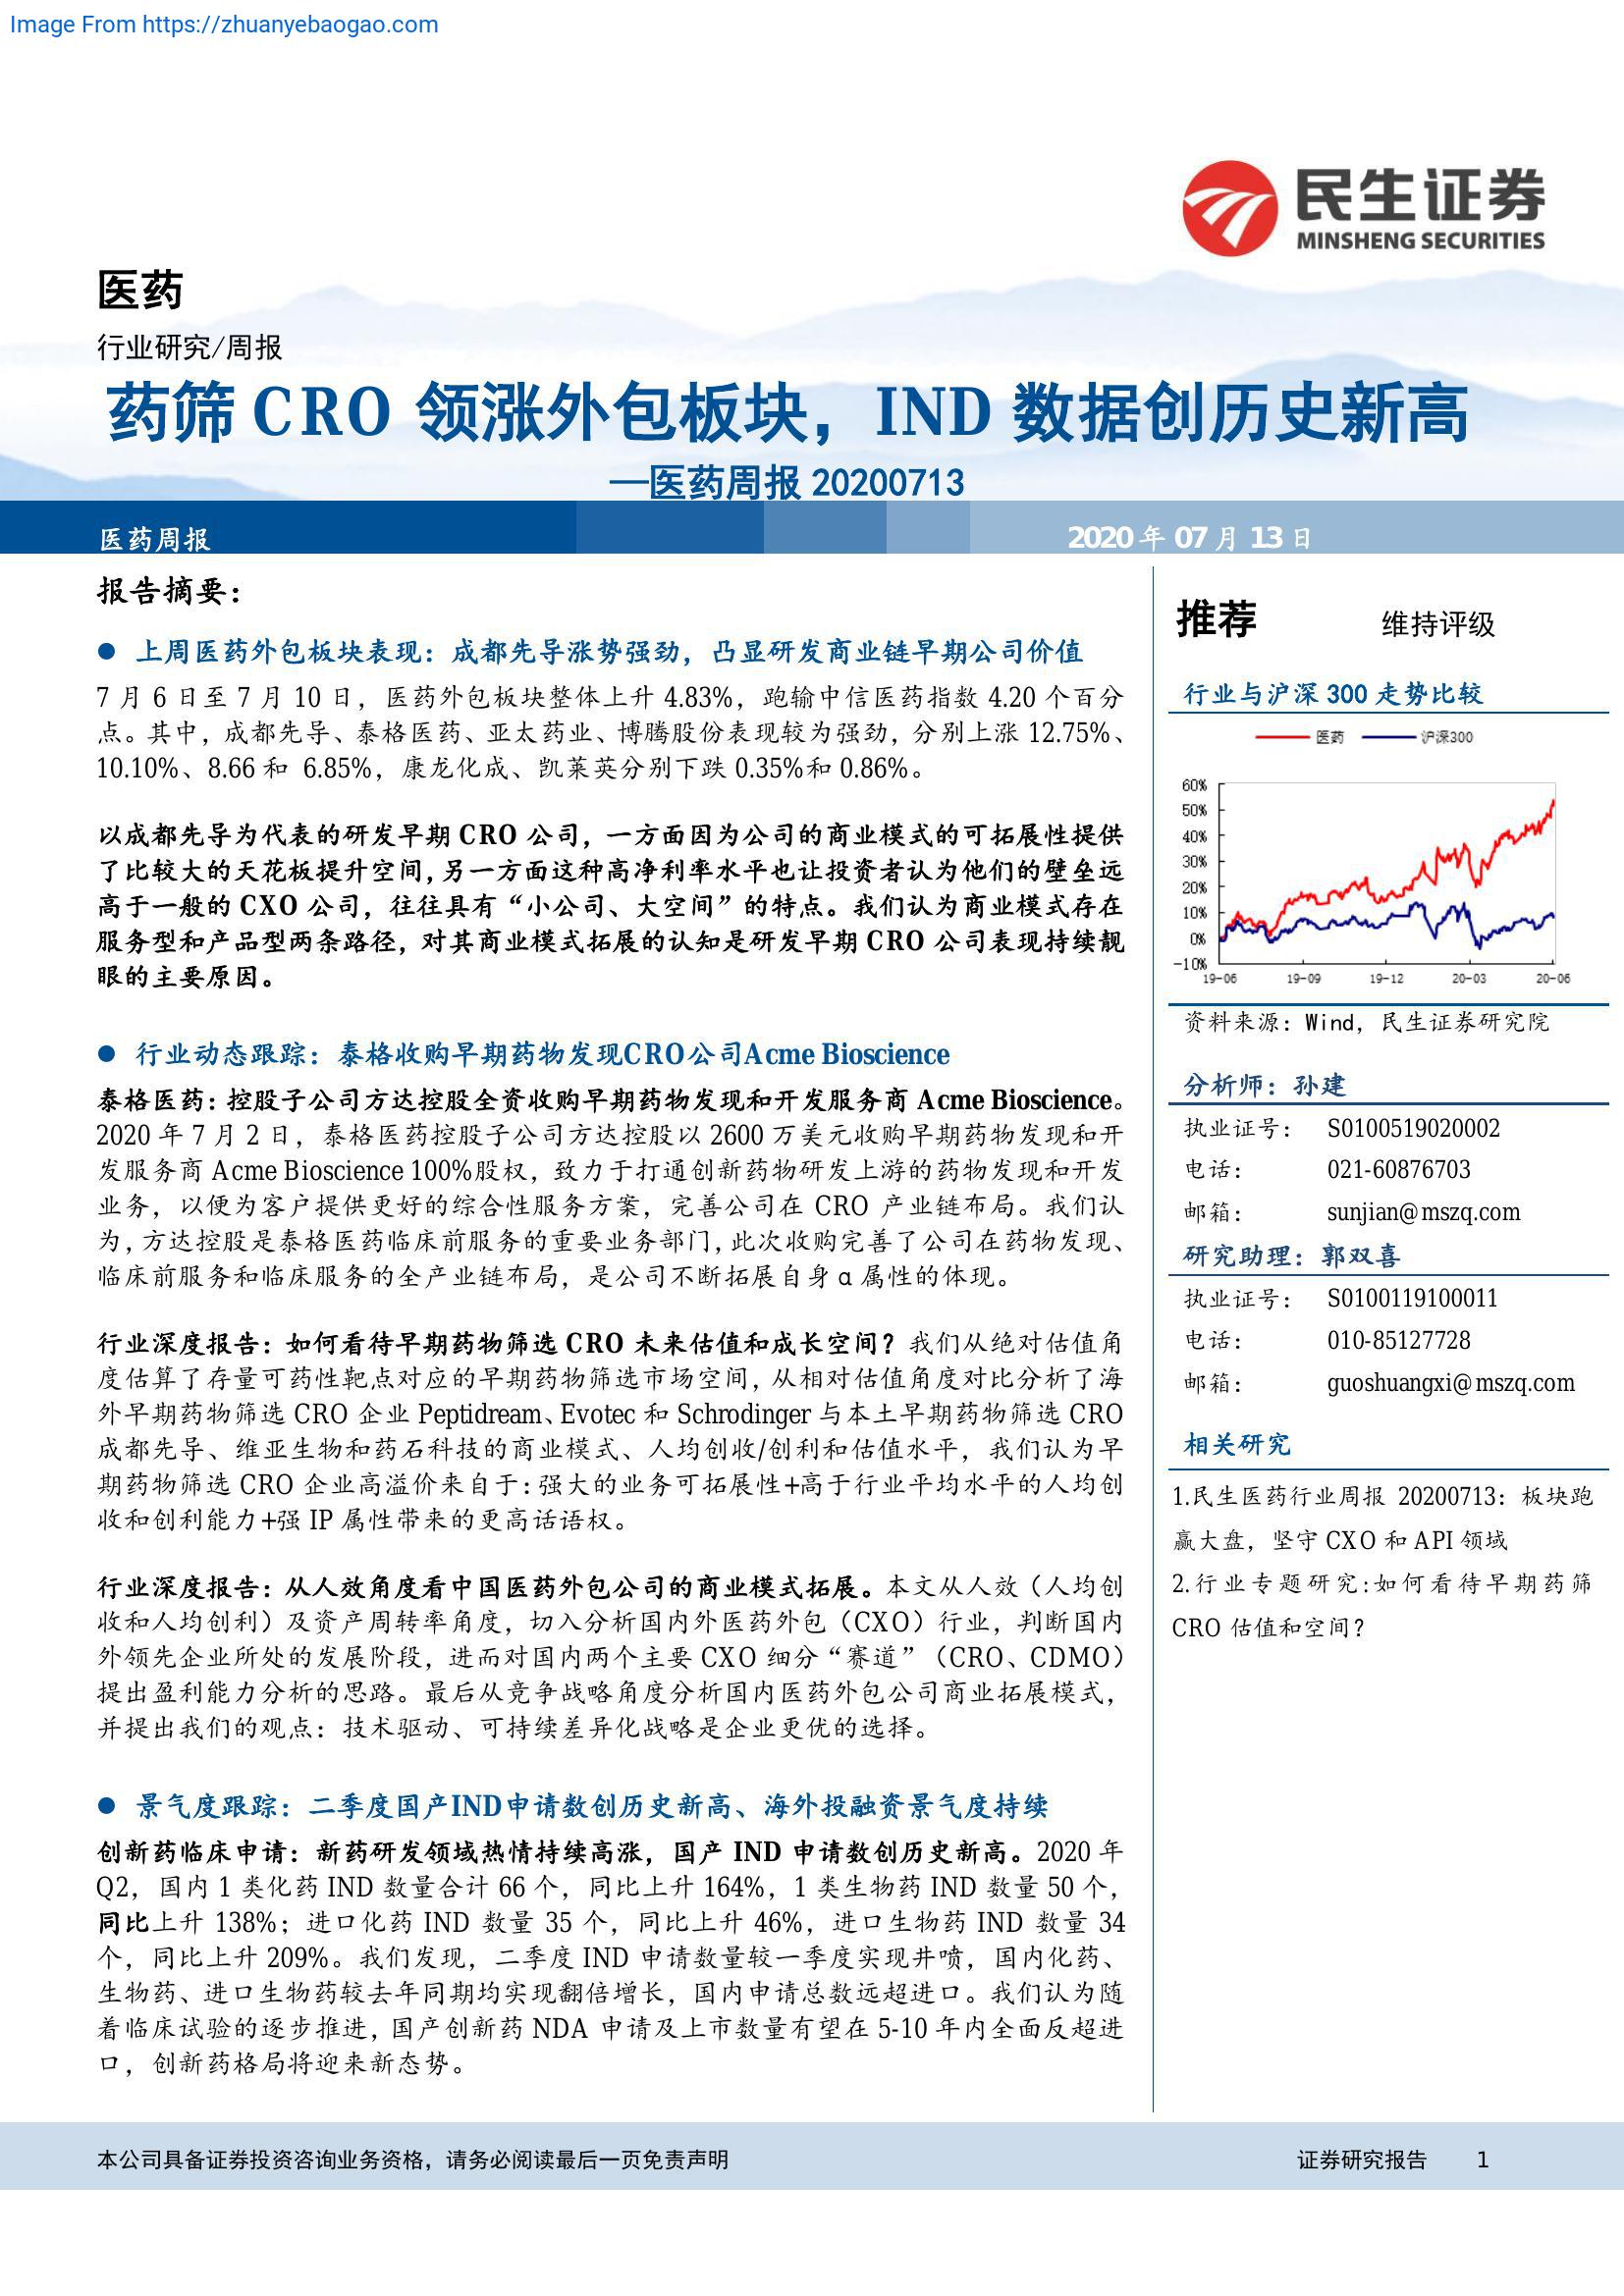 Image From https://zhuanyebaogao.com
民生证券
MINSHENG SECURITIES
医药
行业研究/周报
药筛 CRO 领涨外包板块，IND 数据创历史新高
—医药周报 20200713
医药周报
2020 年 07 月 13 日
报告摘要：
● 上周医药外包板块表现：成都先导涨势强劲，凸显研发商业链早期公司价值
7 月 6 日至 7 月 10 日，医药外包板块整体上升 4.83%，跑输中信医药指数 4.20 个百分
点。其中，成都先导、泰格医药、亚太药业、博腾股份表现较为强劲，分别上涨 12.75%、
10.10%、8.66 和 6.85%，康龙化成、凯莱英分别下跌 0.35%和 0.86%。
以成都先导为代表的研发早期 CRO 公司，一方面因为公司的商业模式的可拓展性提供
了比较大的天花板提升空间，另一方面这种高净利率水平也让投资者认为他们的壁垒远
高于一般的 CXO 公司，往往具有“小公司、大空间”的特点。我们认为商业模式存在
服务型和产品型两条路径，对其商业模式拓展的认知是研发早期 CRO 公司表现持续靓
眼的主要原因。
● 行业动态跟踪：泰格收购早期药物发现CRO公司Acme Bioscience
泰格医药：控股子公司方达控股全资收购早期药物发现和开发服务商 Acme Bioscience。
2020 年 7 月 2 日，泰格医药控股子公司方达控股以 2600 万美元收购早期药物发现和开
发服务商 Acme Bioscience 100%股权，致力于打通创新药物研发上游的药物发现和开发
业务，以便为客户提供更好的综合性服务方案，完善公司在 CRO 产业链布局。我们认
为，方达控股是泰格医药临床前服务的重要业务部门，此次收购完善了公司在药物发现、
临床前服务和临床服务的全产业链布局，是公司不断拓展自身 α 属性的体现。
行业深度报告：如何看待早期药物筛选 CRO 未来估值和成长空间？我们从绝对估值角
度估算了存量可药性靶点对应的早期药物筛选市场空间，从相对估值角度对比分析了海
外早期药物筛选 CRO 企业 Peptidream、Evotec 和 Schrodinger 与本土早期药物筛选 CRO
成都先导、维亚生物和药石科技的商业模式、人均创收/创利和估值水平，我们认为早
期药物筛选 CRO 企业高溢价来自于：强大的业务可拓展性+高于行业平均水平的人均创
收和创利能力+强 IP 属性带来的更高话语权。
行业深度报告：从人效角度看中国医药外包公司的商业模式拓展。本文从人效（人均创
收和人均创利）及资产周转率角度，切入分析国内外医药外包（CXO）行业，判断国内
外领先企业所处的发展阶段，进而对国内两个主要 CXO 细分“赛道”（CRO、CDMO）
提出盈利能力分析的思路。最后从竞争战略角度分析国内医药外包公司商业拓展模式，
并提出我们的观点：技术驱动、可持续差异化战略是企业更优的选择。
● 景气度跟踪：二季度国产IND申请数创历史新高、海外投融资景气度持续
创新药临床申请：新药研发领域热情持续高涨，国产 IND 申请数创历史新高。2020 年
Q2，国内 1 类化药 IND 数量合计 66 个，同比上升 164%，1 类生物药 IND 数量 50 个，
同比上升 138%；进口化药 IND 数量 35 个，同比上升 46%，进口生物药 IND 数量 34
个，同比上升 209%。我们发现，二季度 IND 申请数量较一季度实现井喷，国内化药、
生物药、进口生物药较去年同期均实现翻倍增长，国内申请总数远超进口。我们认为随
着临床试验的逐步推进，国产创新药 NDA 申请及上市数量有望在 5-10 年内全面反超进
口，创新药格局将迎来新态势。
推荐 维持评级
行业与沪深 300 走势比较
医药 沪深300
60%
50%
40%
30%
20%
10%
0%
-10%
19-06 19-09 19-12 20-03 20-06
资料来源：Wind，民生证券研究院
分析师：孙建
执业证号： S0100519020002
电话： 021-60876703
邮箱： sunjian@mszq.com
研究助理：郭双喜
执业证号： S0100119100011
电话： 010-85127728
邮箱： guoshuangxi@mszq.com
相关研究
1.民生医药行业周报 20200713：板块跑
赢大盘，坚守 CXO 和 API 领域
2.行业专题研究:如何看待早期药筛
CRO 估值和空间？
本公司具备证券投资咨询业务资格，请务必阅读最后一页免责声明
证券研究报告 1